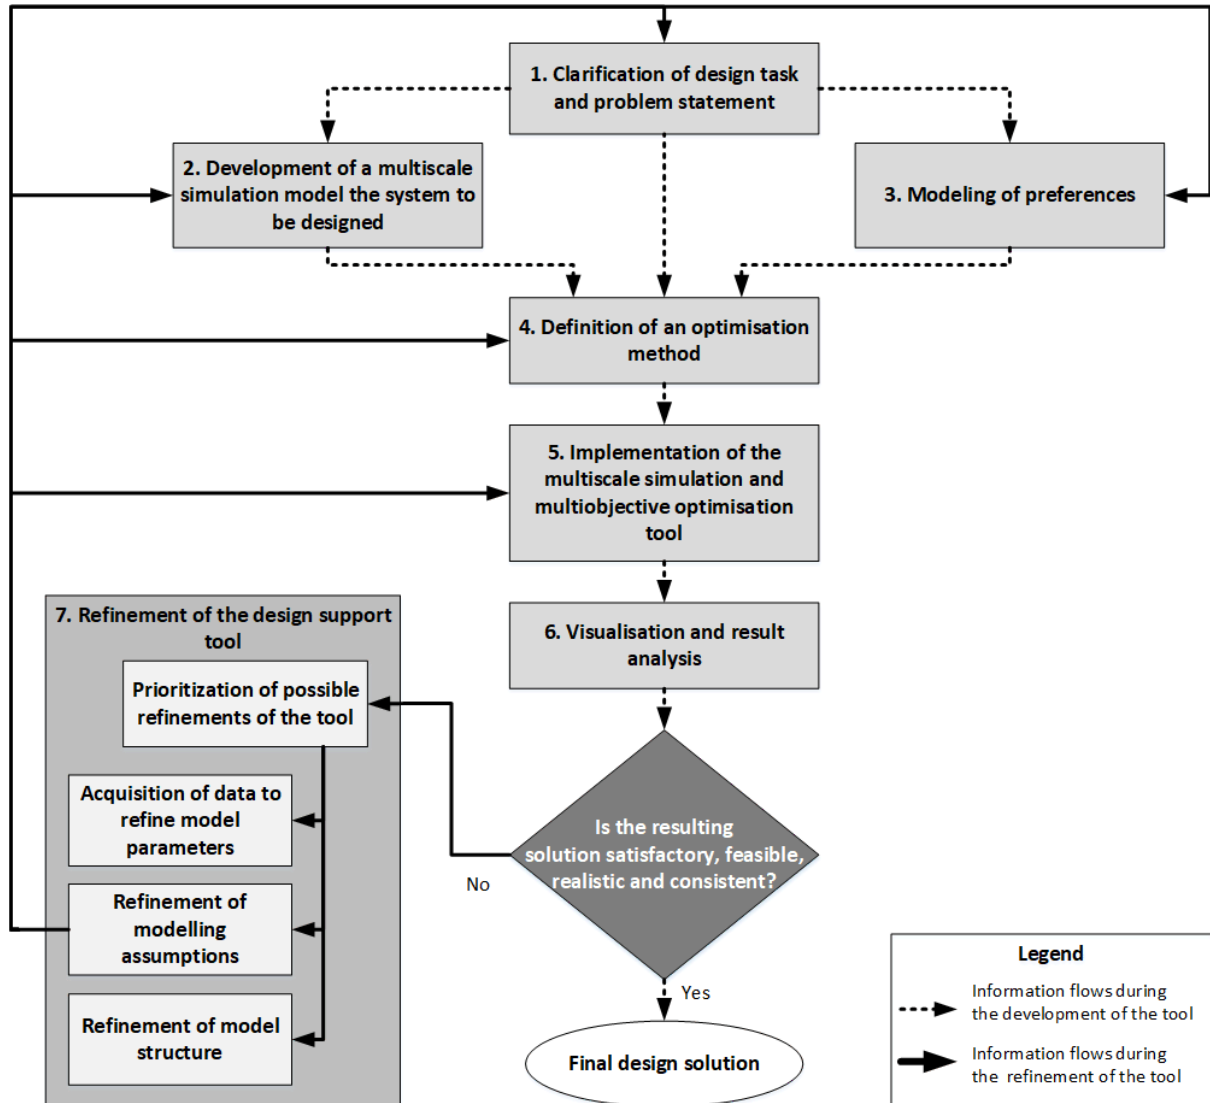 1. Clarification of design task
and problem statement
2. Development of a multiscale
simulation model the system to
be designed
3. Modeling of preferences
4. Definition of an optimisation
method
5. Implementation of the
multiscale simulation and
multiobjective optimisation
tool
6. Visualisation and result
analysis
7. Refinement of the design support
tool
Prioritization of possible
refinements of the tool
Acquisition of data to
refine model
parameters
Refinement of
modelling
assumptions
Refinement of model
structure
Is the resulting
solution satisfactory, feasible,
realistic and consistent?
No
Yes
Final design solution
Legend
Information flows during
the development of the tool
Information flows during
the refinement of the tool